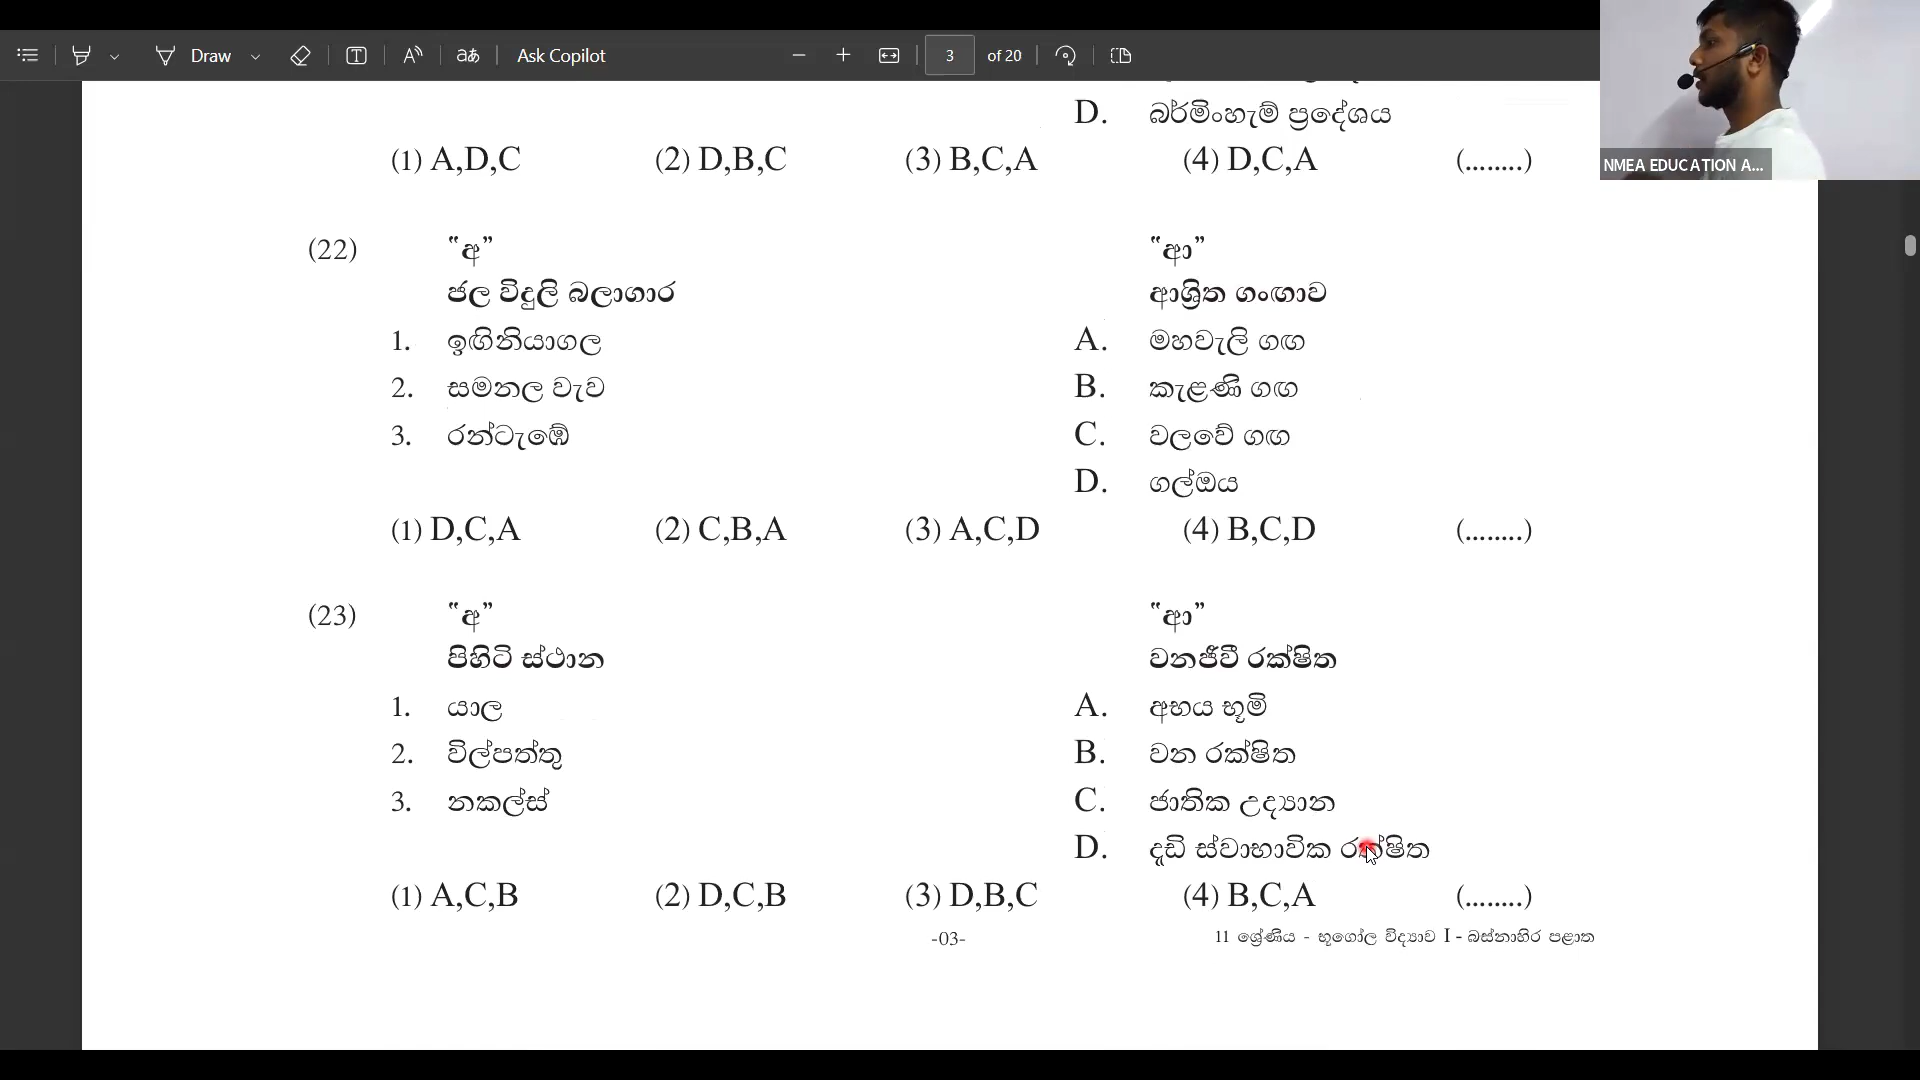 Draw
Ask Copilot
3 of 20
NMEA EDUCATION A...
D. බර්මිංහැම් ප්‍රදේශය
(1) A,D,C (2) D,B,C (3) B,C,A (4) D,C,A (........)
(22) "අ" "ආ"
ජල විදුලි බලාගාර ආශ්‍රිත ගංඟාව
1. ඉඟිනියාගල A. මහවැලි ගඟ
2. සමනල වැව B. කැළණි ගඟ
3. රන්ටැඹේ C. වලවේ ගඟ
D. ගල්ඔය
(1) D,C,A (2) C,B,A (3) A,C,D (4) B,C,D (........)
(23) "අ" "ආ"
පිහිටි ස්ථාන වනජීවී රක්ෂිත
1. යාල A. අභය භූමි
2. විල්පත්තු B. වන රක්ෂිත
3. නකල්ස් C. ජාතික උද්‍යාන
D. දැඩි ස්වාභාවික රක්ෂිත
(1) A,C,B (2) D,C,B (3) D,B,C (4) B,C,A (........)
-03- 11 ශ්‍රේණිය - භූගෝල විද්‍යාව I - බස්නාහිර පළාත